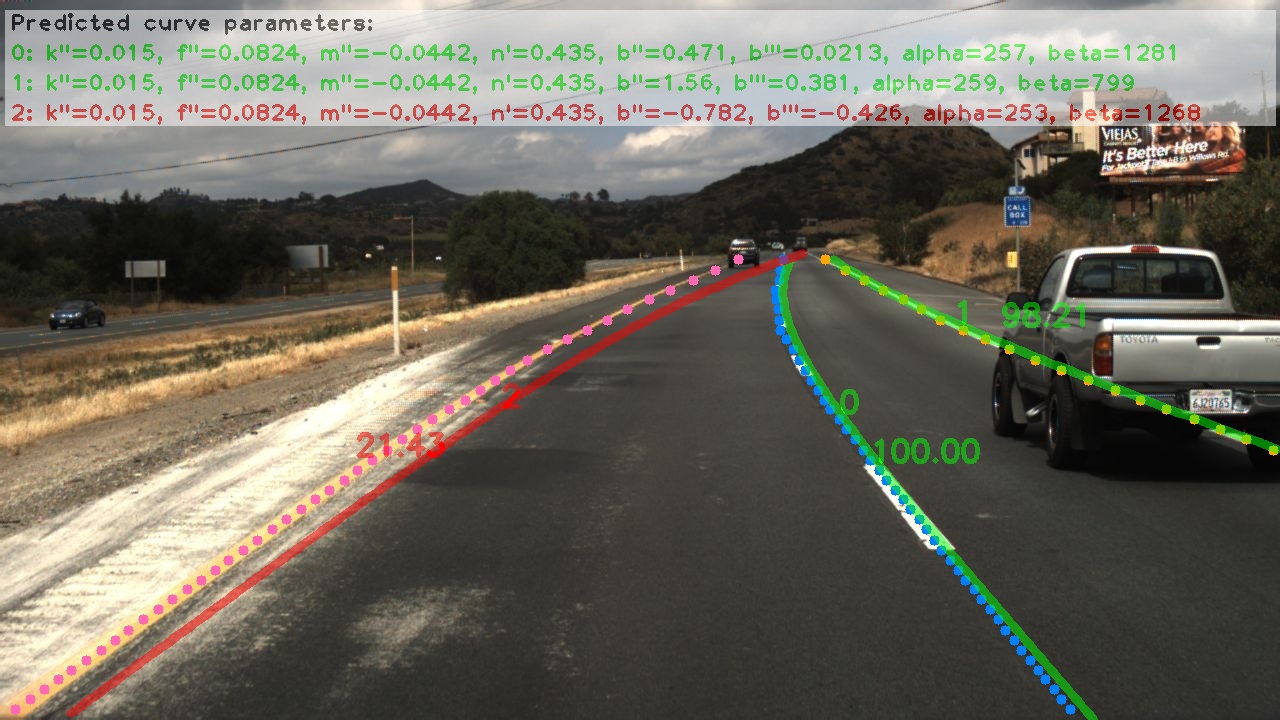 Predicted curve parameters:
0: k''=0.015, f''=0.0824, m''=-0.0442, n'=0.435, b''=0.471, b'''=0.0213, alpha=257, beta=1281
1: k''=0.015, f''=0.0824, m''=-0.0442, n'=0.435, b''=1.56, b'''=0.381, alpha=259, beta=799
2: k''=0.015, f''=0.0824, m''=-0.0442, n'=0.435, b''=-0.782, b'''=-0.426, alpha=253, beta=1268
VIEJAS
It's Better Here
CALL
BOX
1 98.21
TOYOTA
6J20765
2
0
21.43
100.00